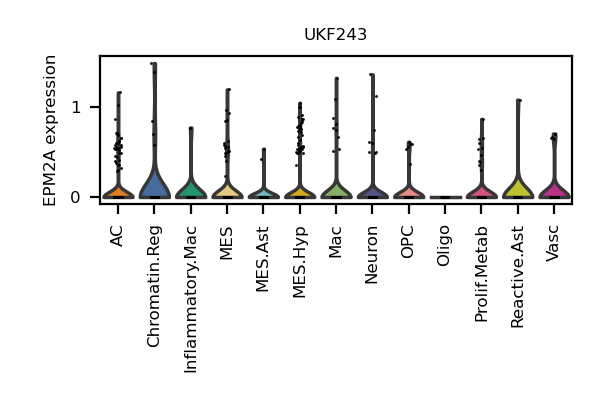 UKF243
EPM2A expression
1
0
AC
Chromatin.Reg
Inflammatory.Mac
MES
MES.Ast
MES.Hyp
Mac
Neuron
OPC
Oligo
Prolif.Metab
Reactive.Ast
Vasc